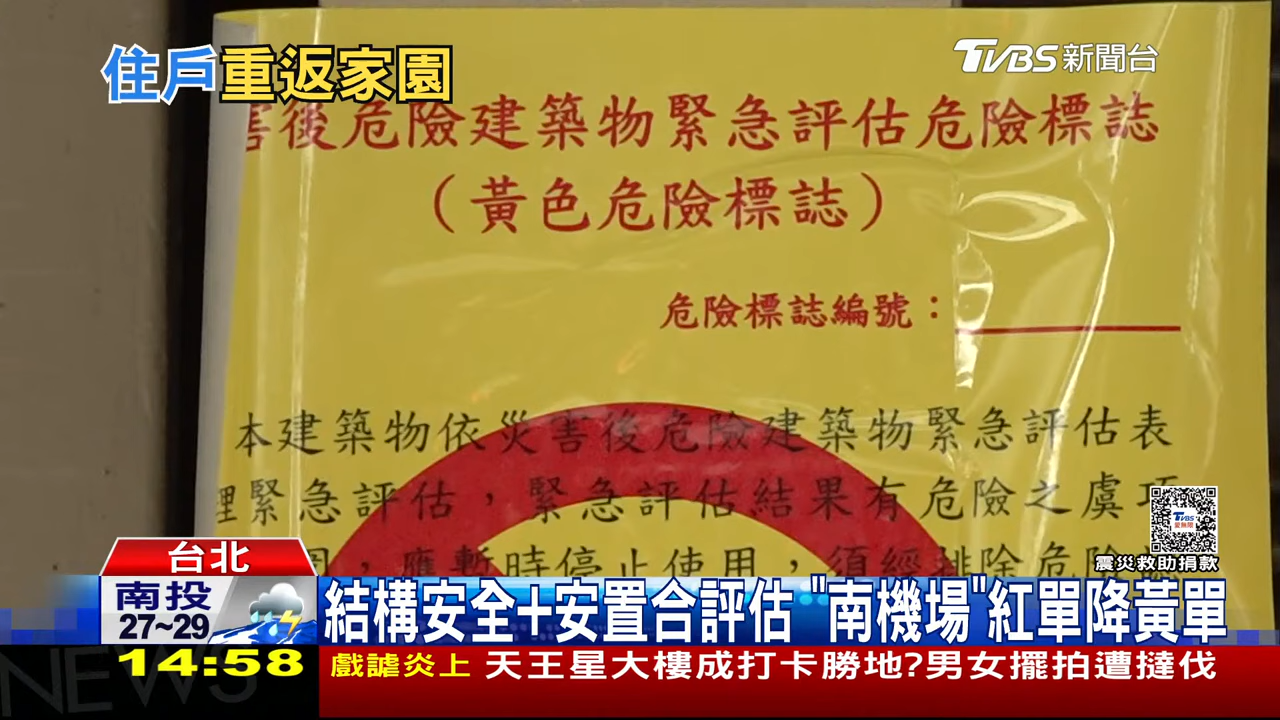 住戶重返家園
TVBS新聞台
害後危險建築物緊急評估危險標誌
（黃色危險標誌）
危險標誌編號：
本建築物依災害後危險建築物緊急評估表
理緊急評估，緊急評估結果有危險之虞項
，應暫時停止使用，須經排除危險
TVBS
愛無限
震災救助捐款
台北
南投
27~29
結構安全+安置合評估 "南機場"紅單降黃單
NEWS
14:58
戲謔炎上 天王星大樓成打卡勝地?男女擺拍遭撻伐